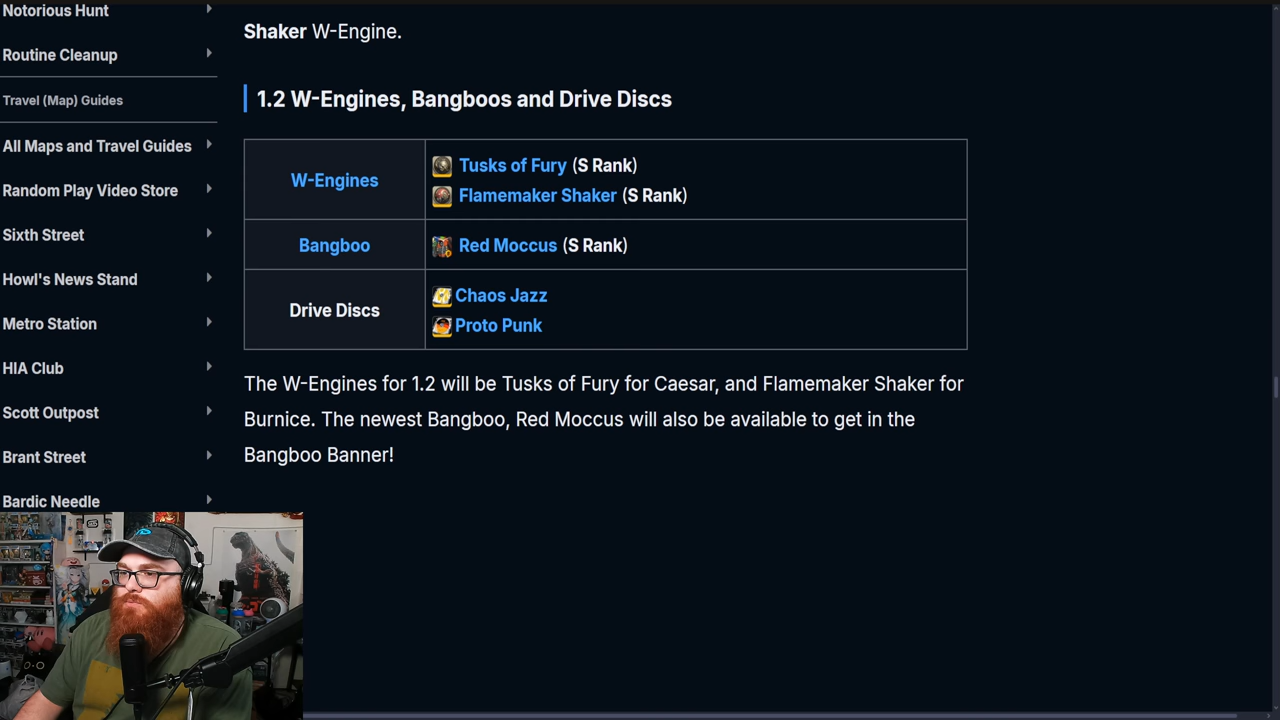 Notorious Hunt
Routine Cleanup
Travel (Map) Guides
All Maps and Travel Guides
Random Play Video Store
Sixth Street
Howl's News Stand
Metro Station
HIA Club
Scott Outpost
Brant Street
Bardic Needle
Shaker W-Engine.
1.2 W-Engines, Bangboos and Drive Discs
W-Engines
Tusks of Fury (S Rank)
Flamemaker Shaker (S Rank)
Bangboo
Red Moccus (S Rank)
Drive Discs
Chaos Jazz
Proto Punk
The W-Engines for 1.2 will be Tusks of Fury for Caesar, and Flamemaker Shaker for
Burnice. The newest Bangboo, Red Moccus will also be available to get in the
Bangboo Banner!